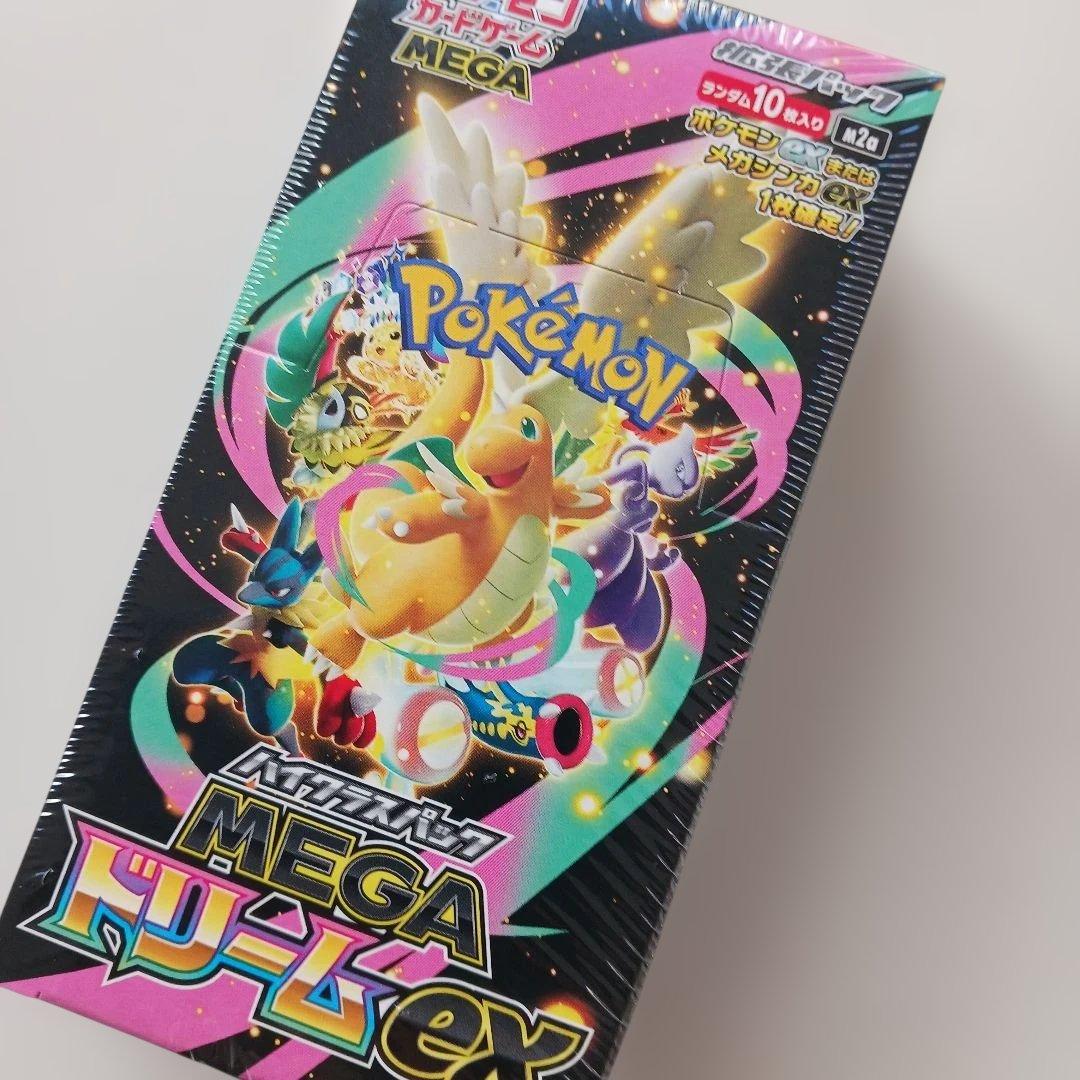 カードゲーム
MEGA
拡張パック
ランダム10枚入り
M2a
ポケモンexまたは
メガシンカex
1枚確定!
POKéMON
ハイクラスパック
MEGA
ドリームex